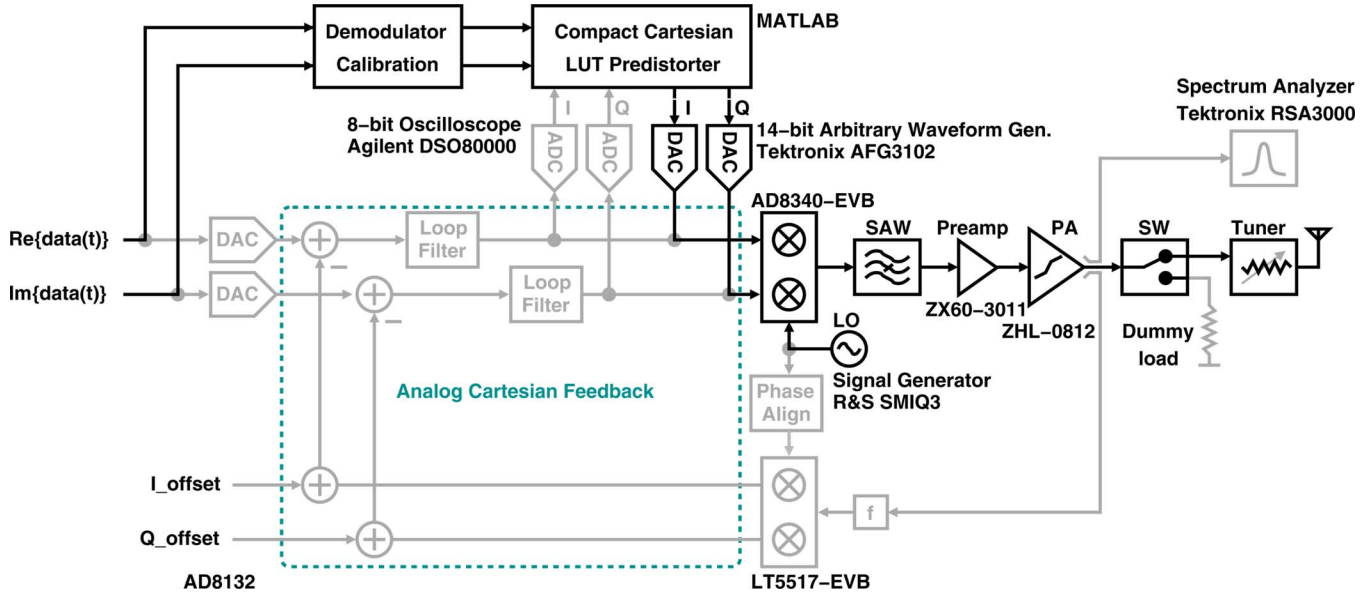 MATLAB
Demodulator
Calibration
Compact Cartesian
LUT Predistorter
Spectrum Analyzer
Tektronix RSA3000
I
Q
I
Q
8−bit Oscilloscope
Agilent DSO80000
ADC
ADC
DAC
DAC
14−bit Arbitrary Waveform Gen.
Tektronix AFG3102
AD8340−EVB
Re{data(t)}
DAC
Loop
Filter
SAW
Preamp
PA
SW
Tuner
Im{data(t)}
DAC
Loop
Filter
ZX60−3011
ZHL−0812
LO
Dummy
load
Analog Cartesian Feedback
Phase
Align
Signal Generator
R&S SMIQ3
I_offset
f
Q_offset
AD8132
LT5517−EVB